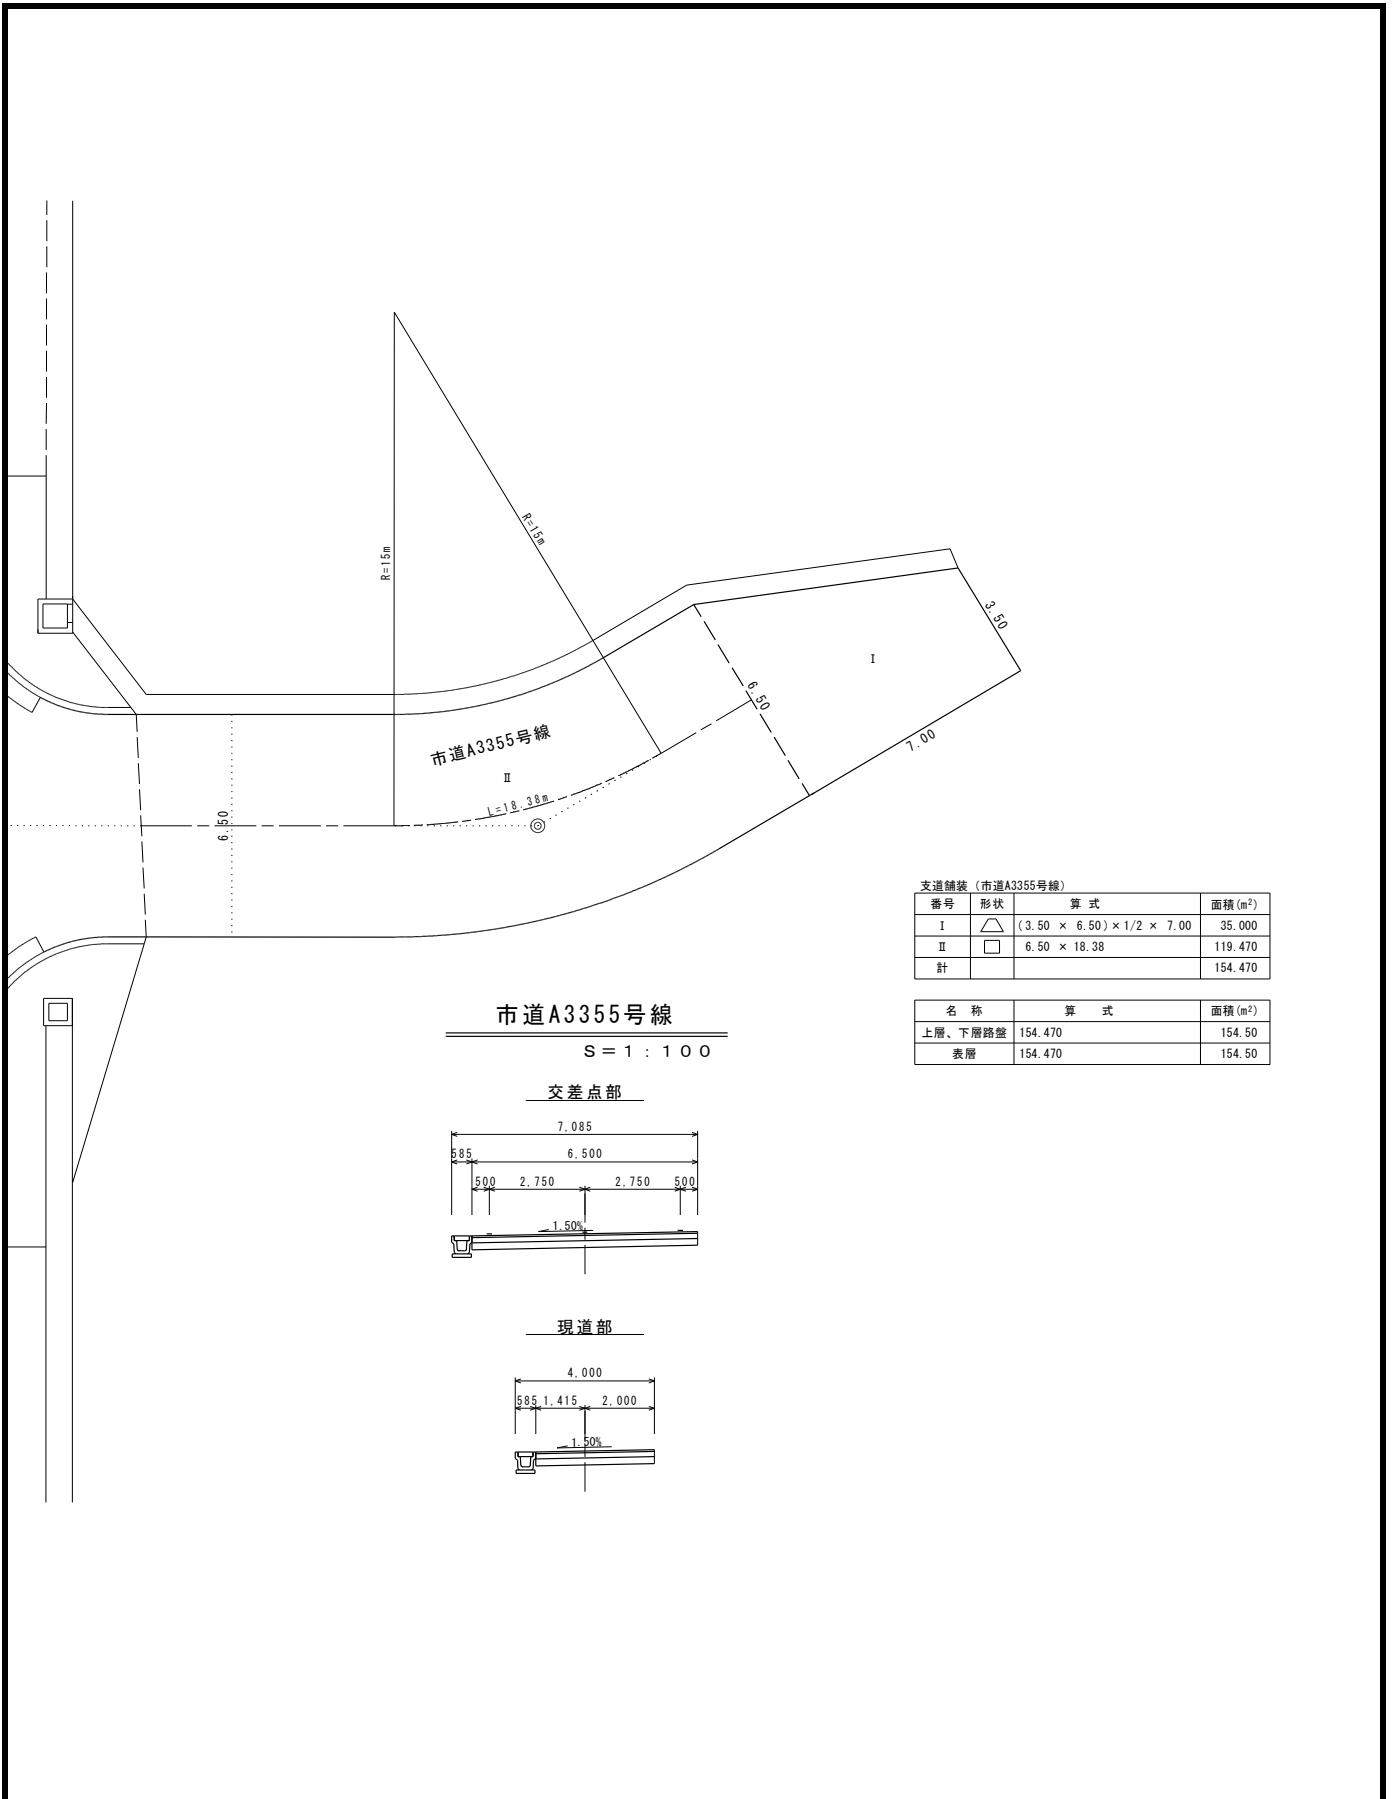 R=15m
R=15m
3.50
Ⅰ
6.50
7.00
市道A3355号線
Ⅱ
L=18.38m
6.50
支道舗装（市道A3355号線）
番号 形状 算 式 面積(m²)
Ⅰ (3.50 × 6.50)×1/2 × 7.00 35.000
Ⅱ 6.50 × 18.38 119.470
計 154.470
名 称 算 式 面積(m²)
上層、下層路盤 154.470 154.50
表層 154.470 154.50
市道A3355号線
S＝1：100
交差点部
7,085
585 6,500
500 2,750 2,750 500
1.50%
現道部
4,000
585 1,415 2,000
1.50%